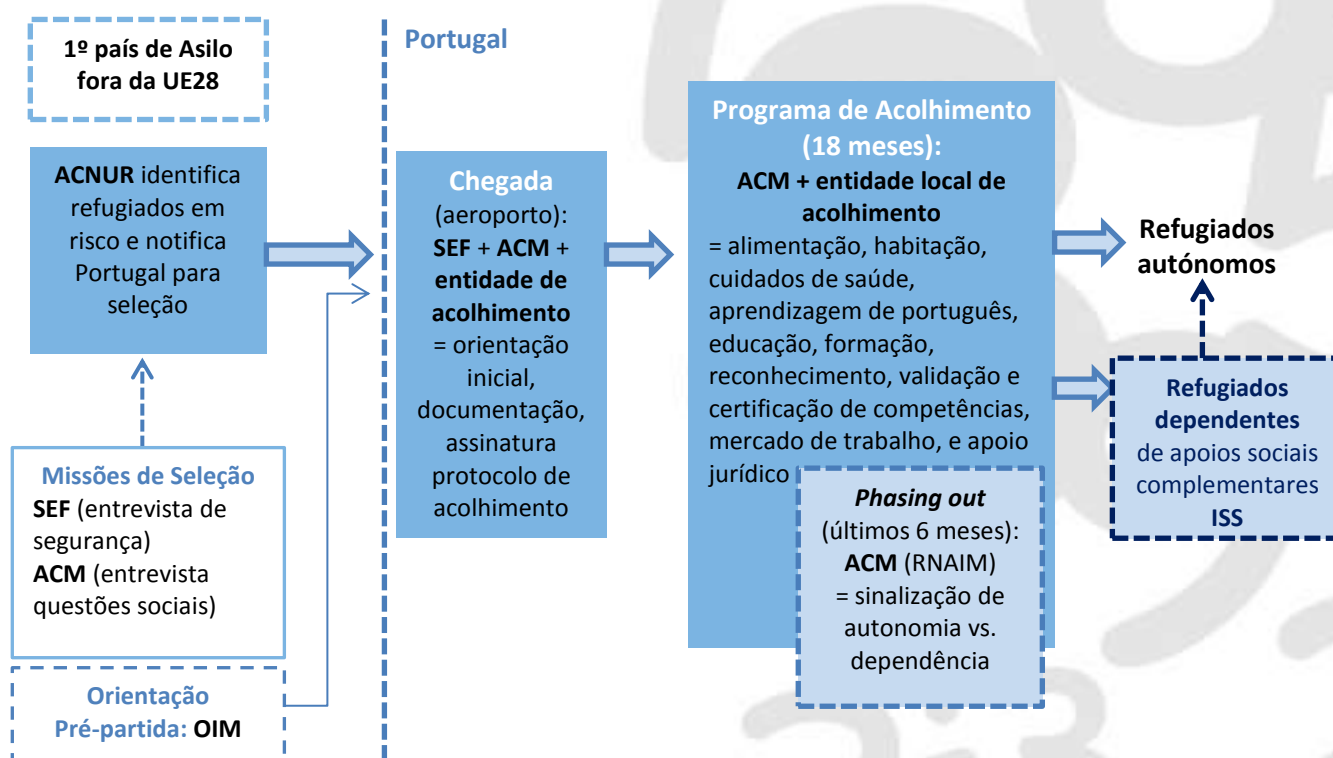 1º país de Asilo
fora da UE28
Portugal
ACNUR identifica
refugiados em
risco e notifica
Portugal para
seleção
Missões de Seleção
SEF (entrevista de
segurança)
ACM (entrevista
questões sociais)
Orientação
Pré-partida: OIM
Chegada
(aeroporto):
SEF + ACM +
entidade de
acolhimento
= orientação
inicial,
documentação,
assinatura
protocolo de
acolhimento
Programa de Acolhimento
(18 meses):
ACM + entidade local de
acolhimento
= alimentação, habitação,
cuidados de saúde,
aprendizagem de português,
educação, formação,
reconhecimento, validação e
certificação de competências,
mercado de trabalho, e apoio
jurídico
Phasing out
(últimos 6 meses):
ACM (RNAIM)
= sinalização de
autonomia vs.
dependência
Refugiados
autónomos
Refugiados
dependentes
de apoios sociais
complementares
ISS